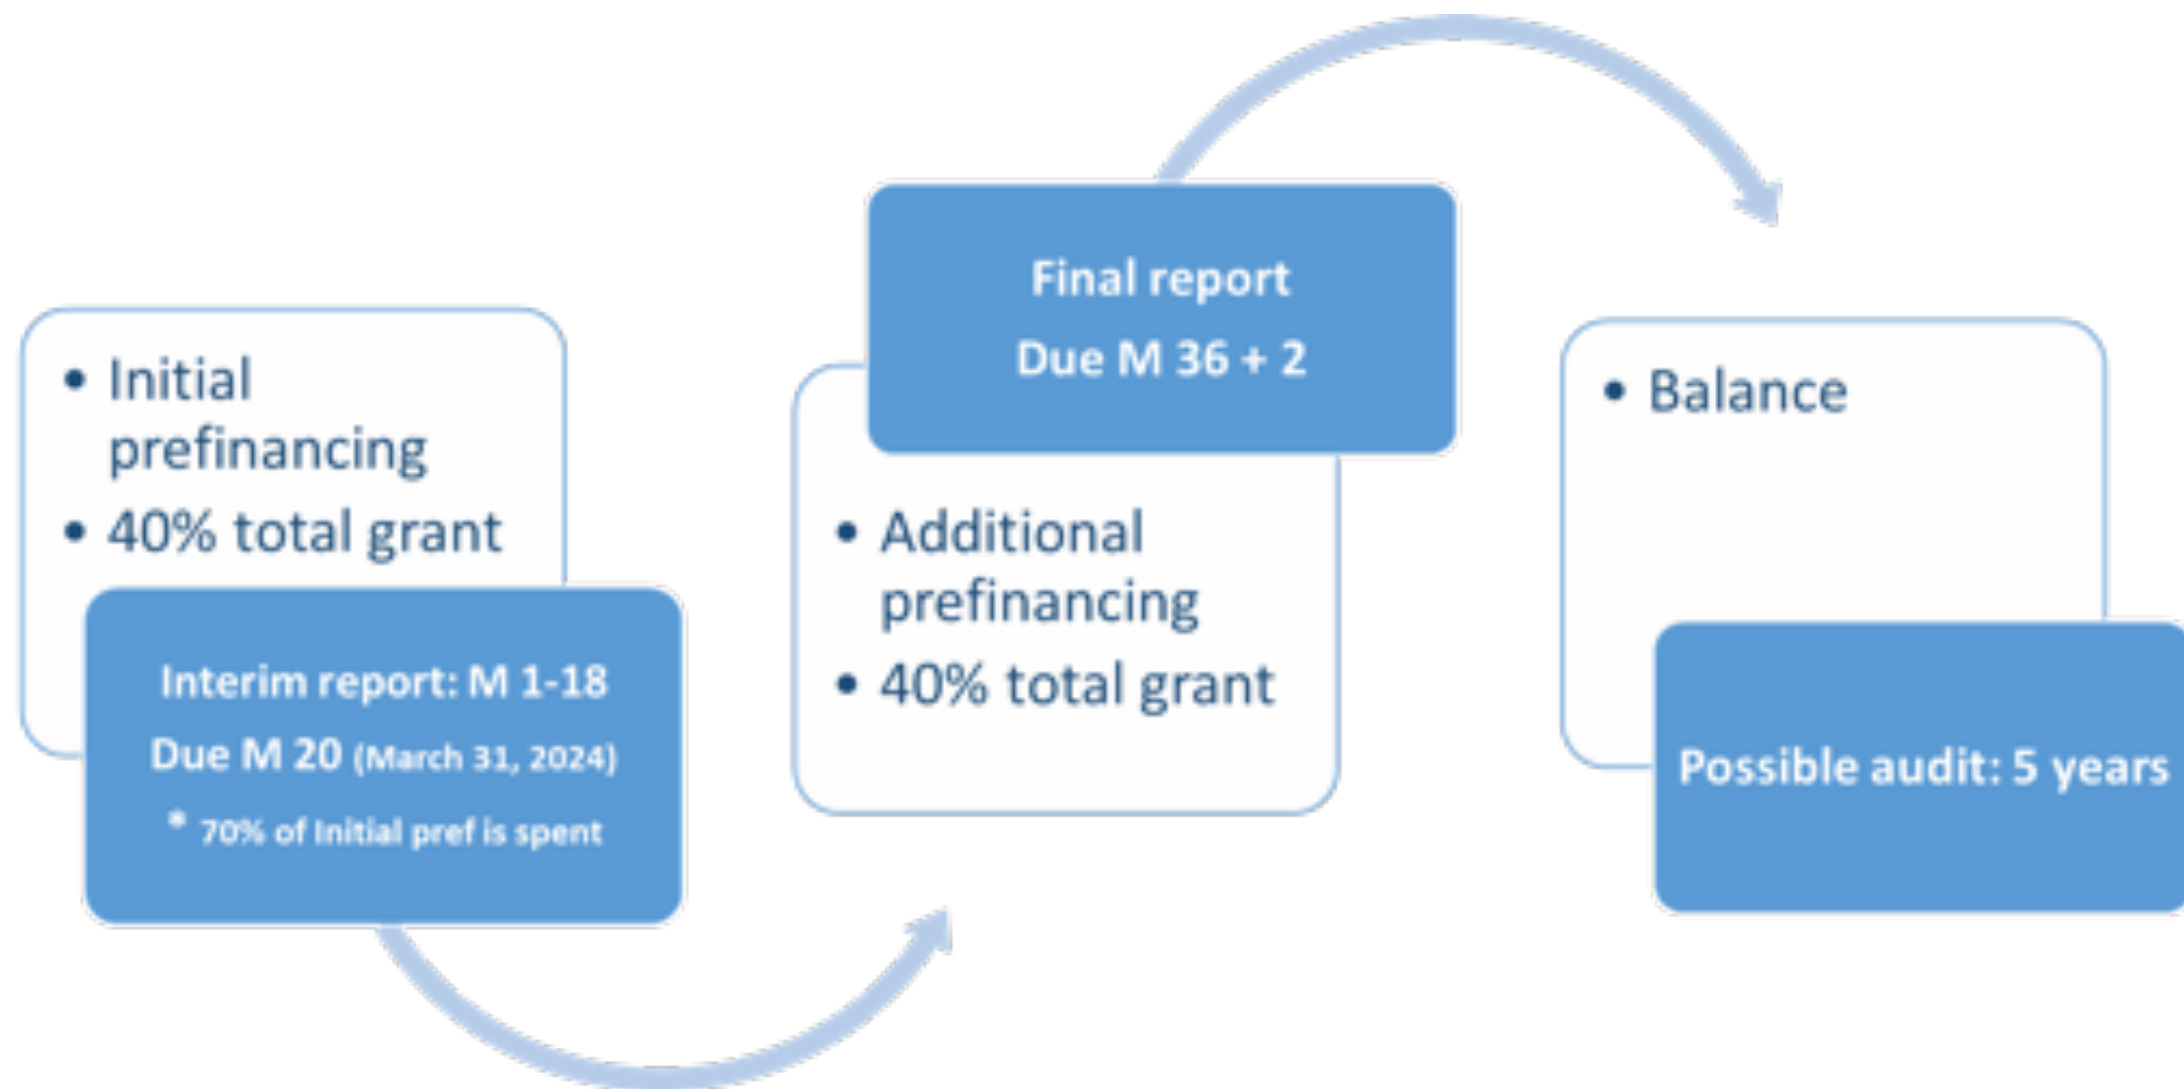 • Initial
prefinancing
• 40% total grant
Interim report: M 1-18
Due M 20 (March 31, 2024)
* 70% of Initial pref is spent
Final report
Due M 36 + 2
• Additional
prefinancing
• 40% total grant
• Balance
Possible audit: 5 years